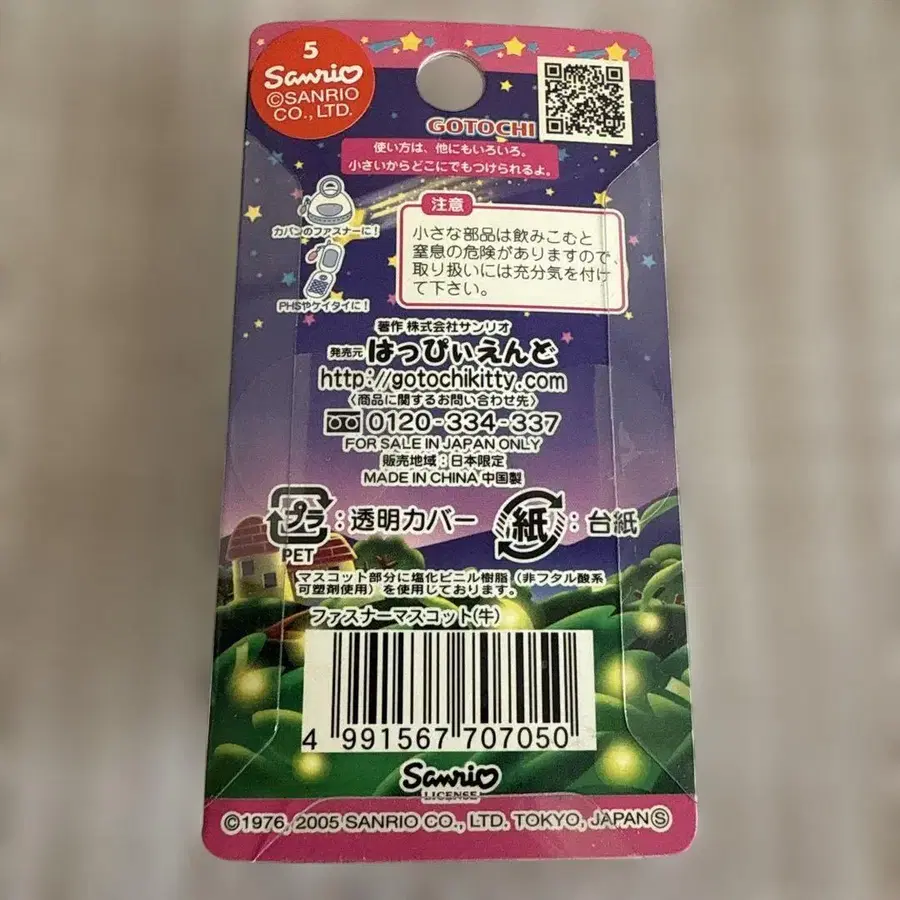 5
Sanrio
©SANRIO
CO., LTD.
GOTOCHI
使い方は、他にもいろいろ。
小さいからどこにでもつけられるよ。
カバンのファスナーに！
PHSやケイタイに！
注意
小さな部品は飲みこむと
窒息の危険がありますので、
取り扱いには充分気を付け
て下さい。
著作 株式会社サンリオ
発売元 はっぴぃえんど
http://gotochikitty.com
〈商品に関するお問い合わせ先〉
0120-334-337
FOR SALE IN JAPAN ONLY
販売地域：日本限定
MADE IN CHINA 中国製
プラ：透明カバー
PET
紙：台紙
マスコット部分に塩化ビニル樹脂（非フタル酸系
可塑剤使用）を使用しております。
ファスナーマスコット(牛)
4 991567 707050
Sanrio
LICENSE
©1976, 2005 SANRIO CO., LTD. TOKYO, JAPAN Ⓢ